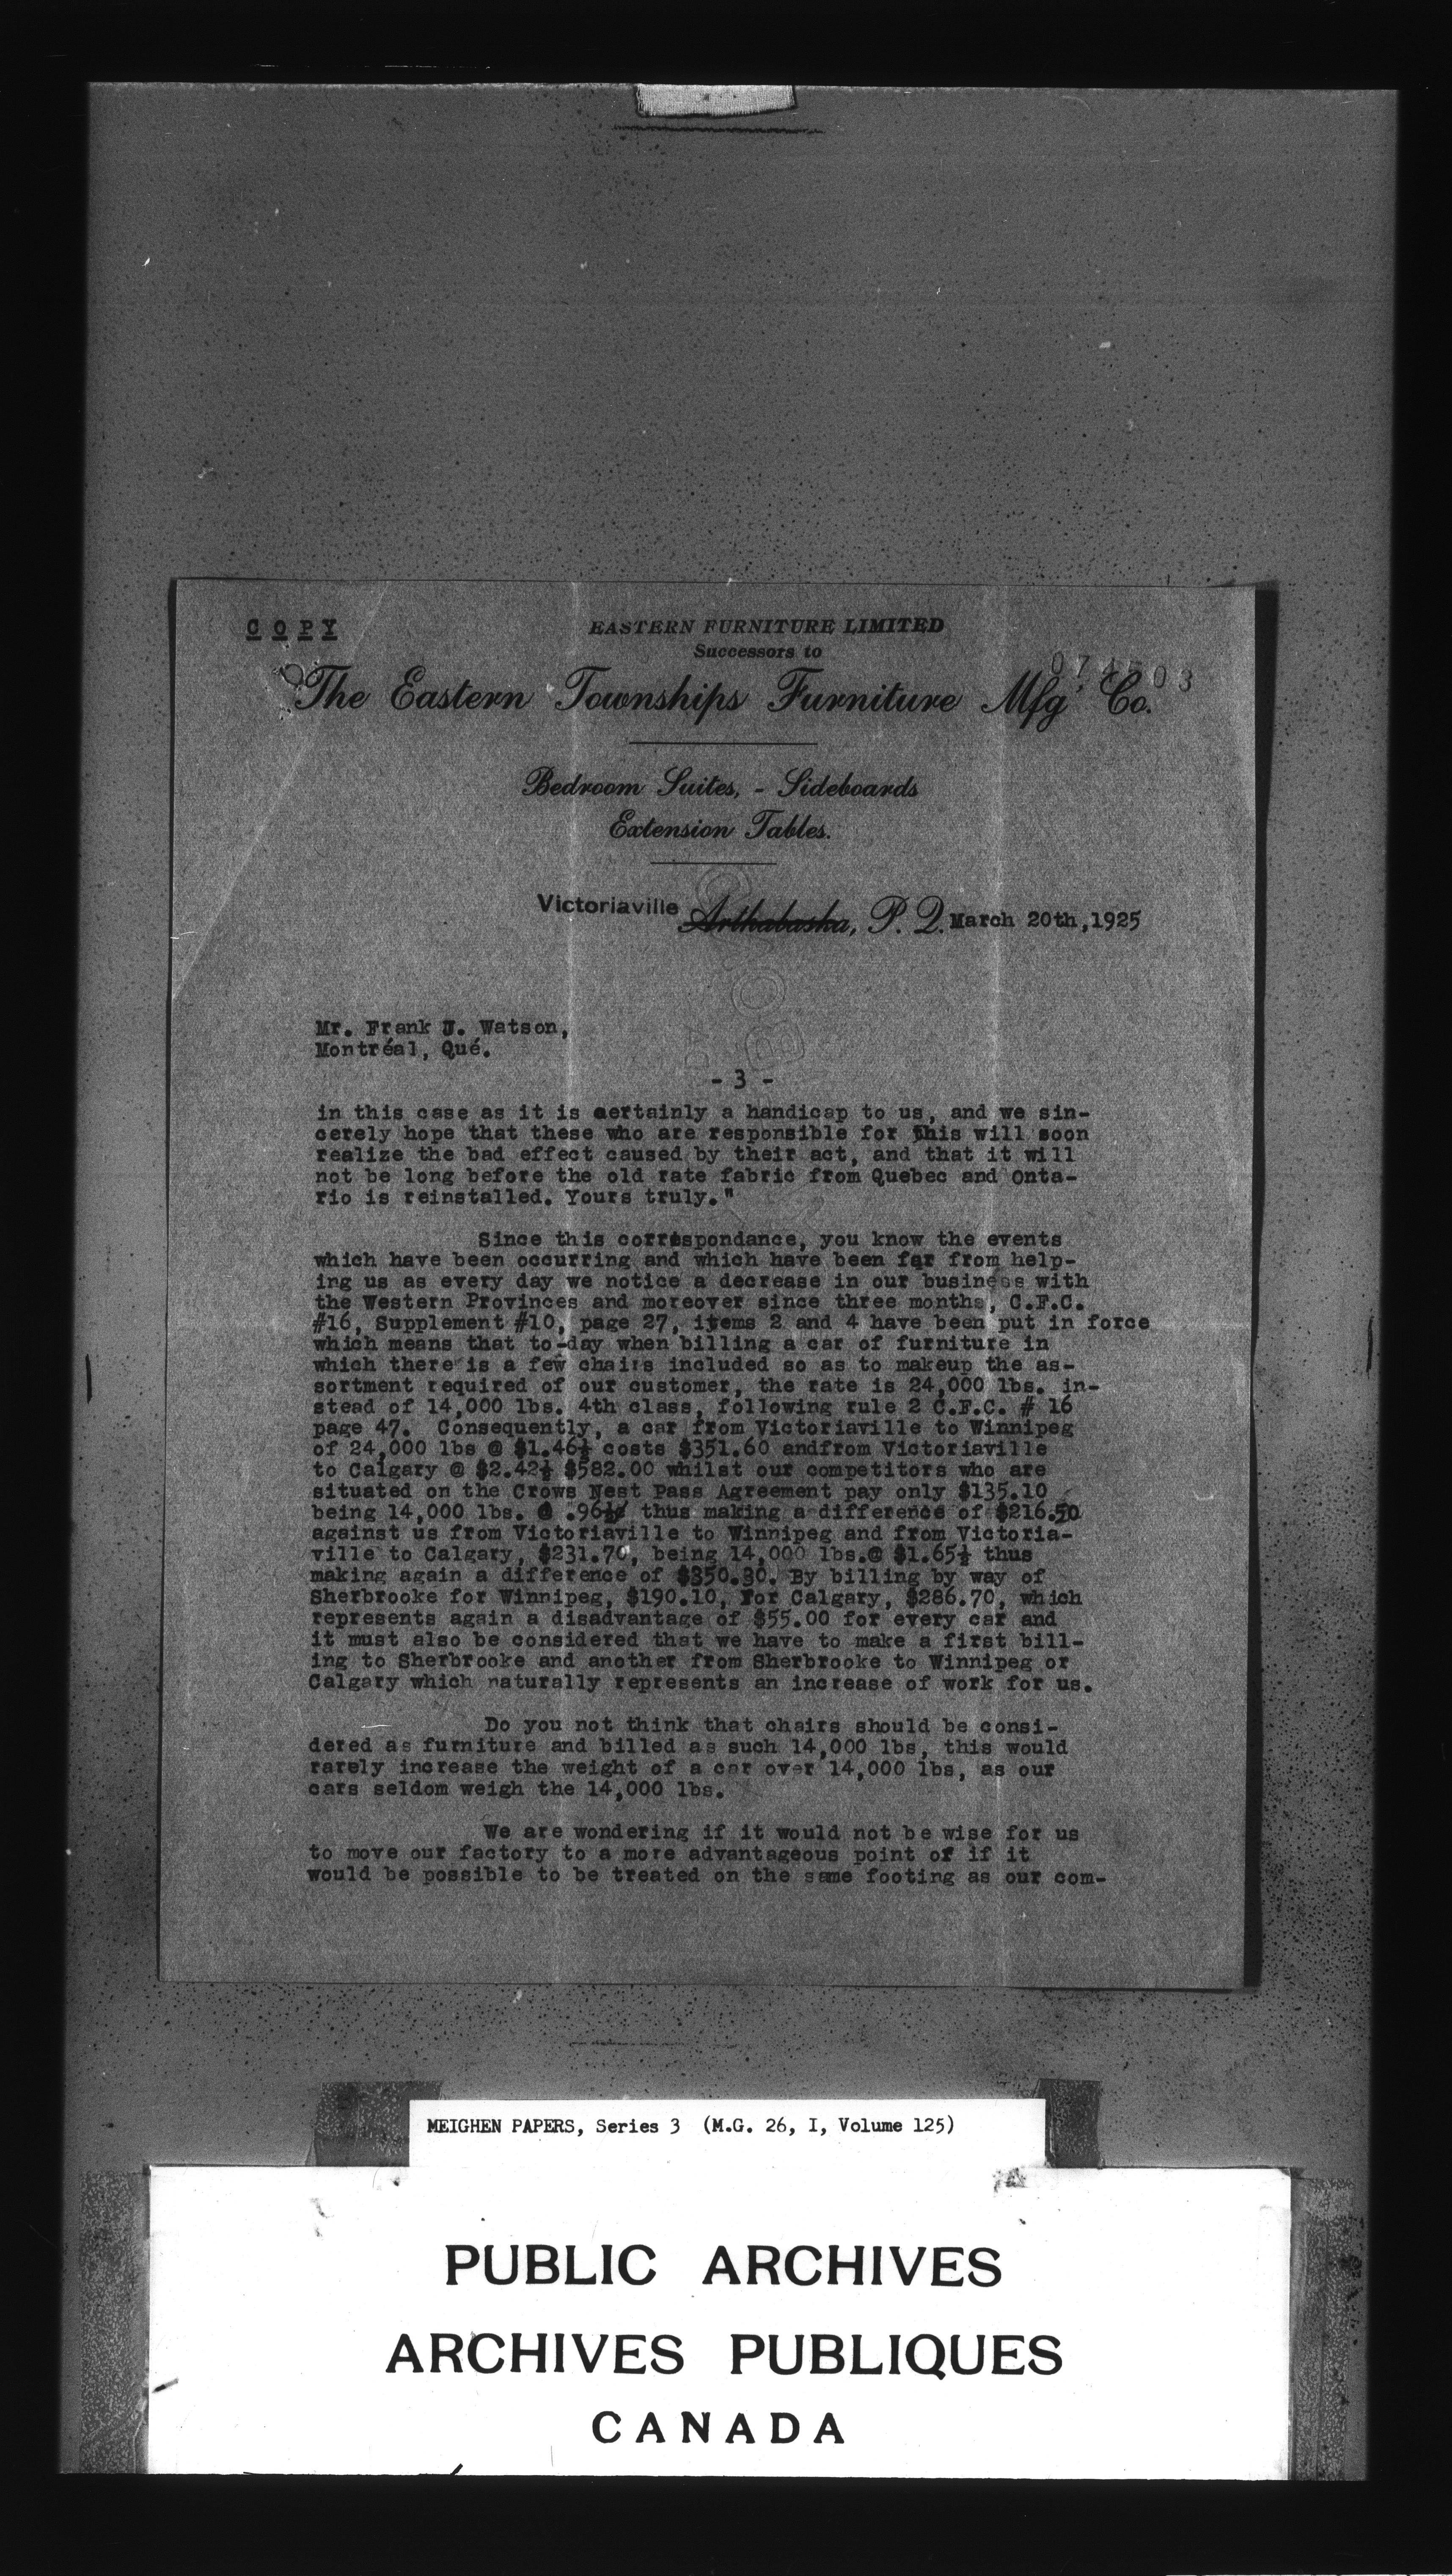 COPY
EASTERN FURNITURE LIMITED
Successors to
The Eastern Townships Furniture Mfg. Co.
Bedroom Suites, - Sideboards
Extension Tables.
Victoriaville Arthabaska, P. Q. March 20th,1925
Mr. Frank J. Watson,
Montréal, Qué.
- 3 -
in this case as it is certainly a handicap to us, and we sin-
cerely hope that these who are responsible for this will soon
realize the bad effect caused by their act, and that it will
not be long before the old rate fabric from Quebec and Onta-
rio is reinstalled. Yours truly."
Since this correspondance, you know the events
which have been occurring and which have been far from help-
ing us as every day we notice a decrease in our business with
the Western Provinces and moreover since three months, C.F.C.
#16, Supplement #10, page 27, items 2 and 4 have been put in force
which means that to-day when billing a car of furniture in
which there is a few chairs included so as to makeup the as-
sortment required of our customer, the rate is 24,000 lbs. in-
stead of 14,000 lbs. 4th class, following rule 2 C.F.C. # 16
page 47. Consequently, a car from Victoriaville to Winnipeg
of 24,000 lbs @ $1.46½ costs $351.60 andfrom Victoriaville
to Calgary @ $2.42½ $582.00 whilst our competitors who are
situated on the Crows Nest Pass Agreement pay only $135.10
being 14,000 lbs. @ .96½ thus making a difference of $216.50
against us from Victoriaville to Winnipeg and from Victoria-
ville to Calgary, $231.70, being 14,000 lbs.@ $1.65½ thus
making again a difference of $350.30. By billing by way of
Sherbrooke for Winnipeg, $190.10, For Calgary, $286.70, which
represents again a disadvantage of $55.00 for every car and
it must also be considered that we have to make a first bill-
ing to Sherbrooke and another from Sherbrooke to Winnipeg or
Calgary which naturally represents an increase of work for us.
Do you not think that chairs should be consi-
dered as furniture and billed as such 14,000 lbs, this would
rarely increase the weight of a car over 14,000 lbs, as our
cars seldom weigh the 14,000 lbs.
We are wondering if it would not be wise for us
to move our factory to a more advantageous point of if it
would be possible to be treated on the same footing as our com-
MEIGHEN PAPERS, Series 3 (M.G. 26, I, Volume 125)
PUBLIC ARCHIVES
ARCHIVES PUBLIQUES
CANADA